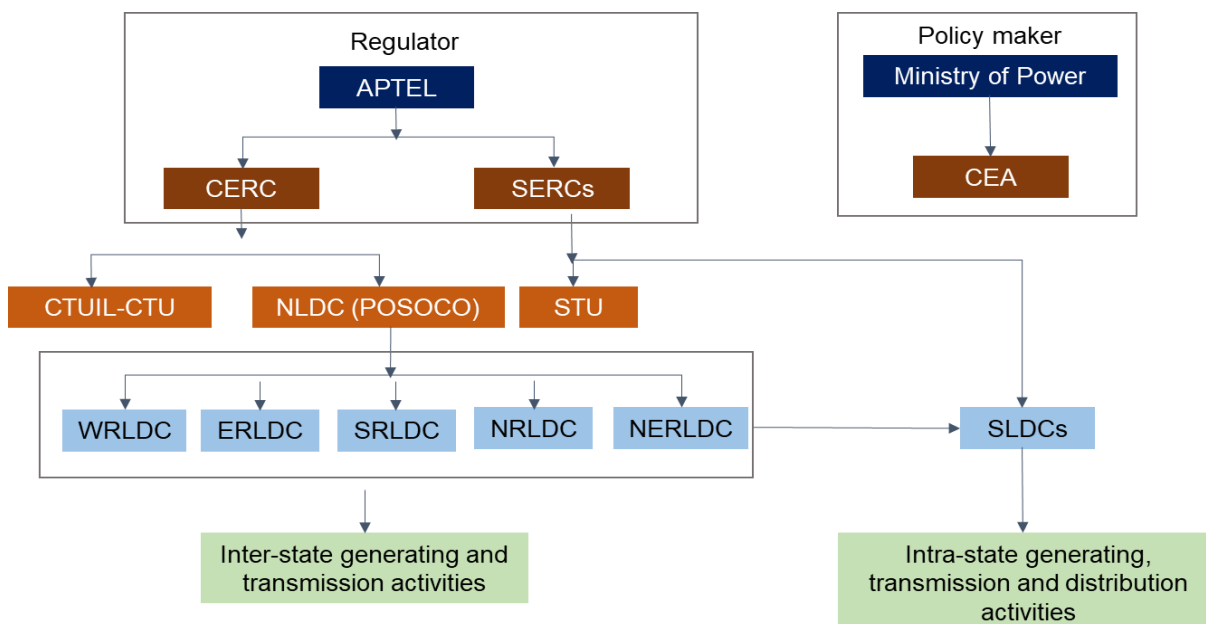 Regulator
APTEL
CERC
SERCs
Policy maker
Ministry of Power
CEA
CTUIL-CTU
NLDC (POSOCO)
STU
WRLDC
ERLDC
SRLDC
NRLDC
NERLDC
SLDCs
Inter-state generating and
transmission activities
Intra-state generating,
transmission and distribution
activities